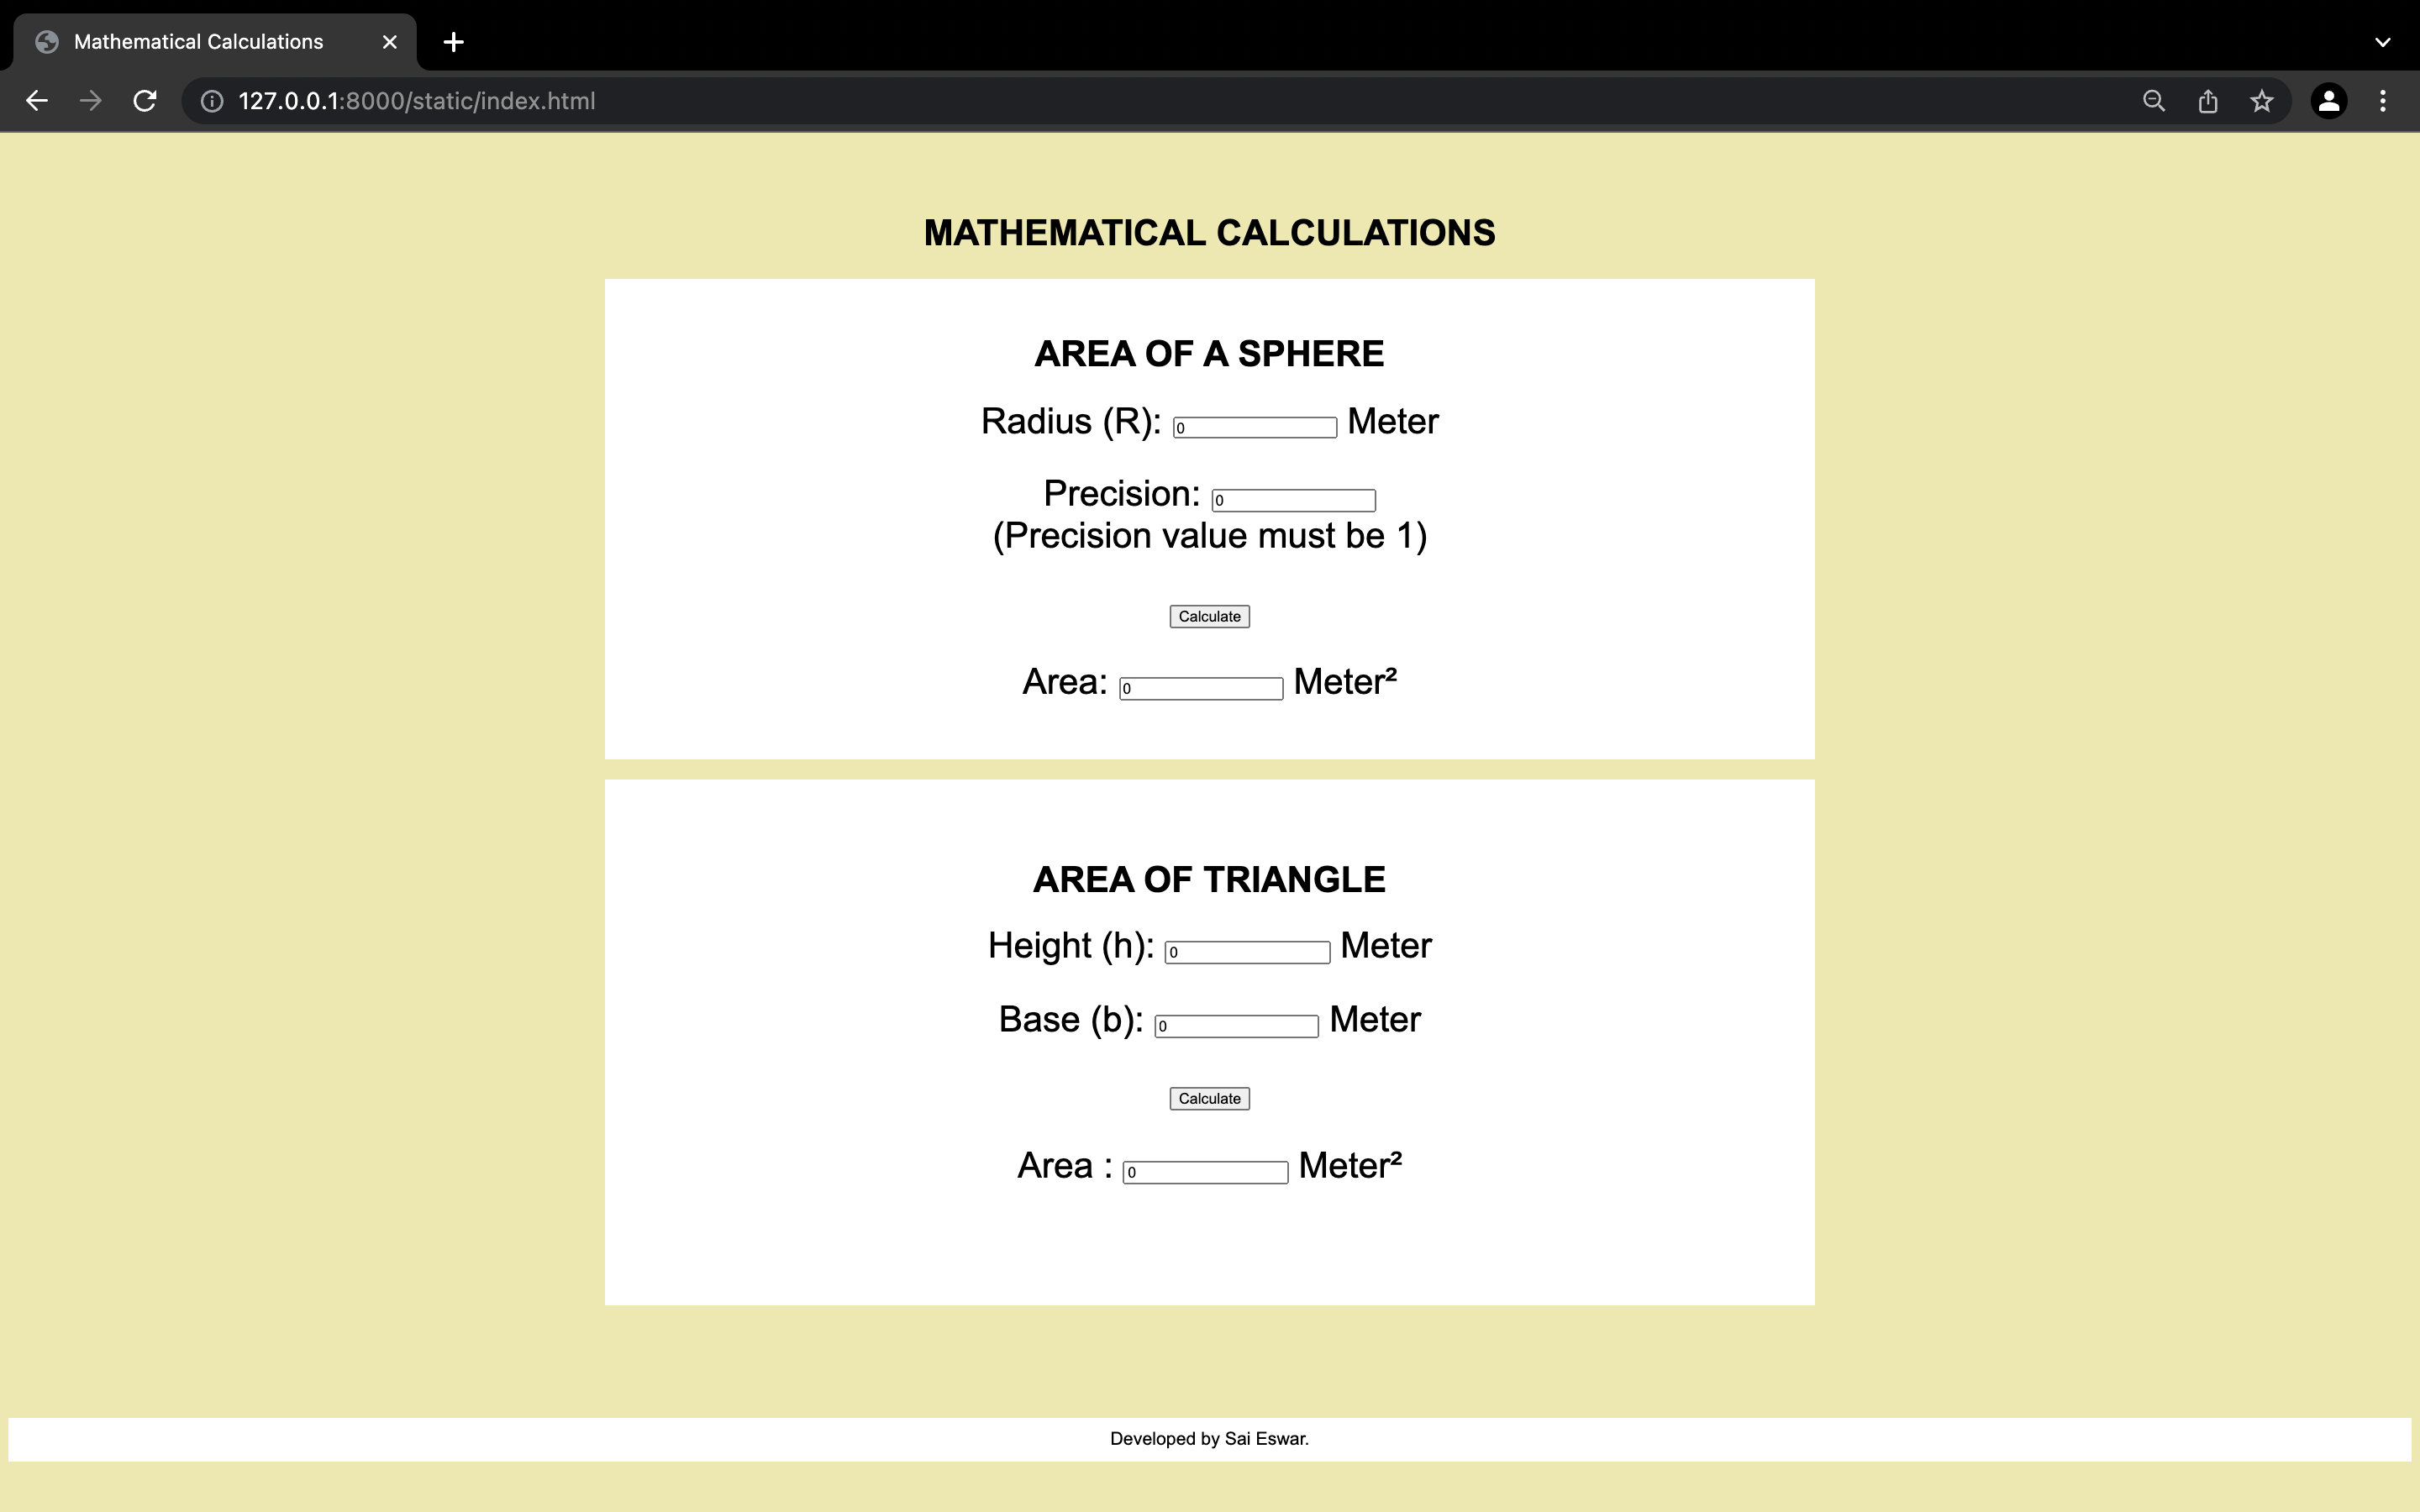 Mathematical Calculations
127.0.0.1:8000/static/index.html
MATHEMATICAL CALCULATIONS
AREA OF A SPHERE
Radius (R): 0 Meter
Precision: 0
(Precision value must be 1)
Calculate
Area: 0 Meter²
AREA OF TRIANGLE
Height (h): 0 Meter
Base (b): 0 Meter
Calculate
Area : 0 Meter²
Developed by Sai Eswar.